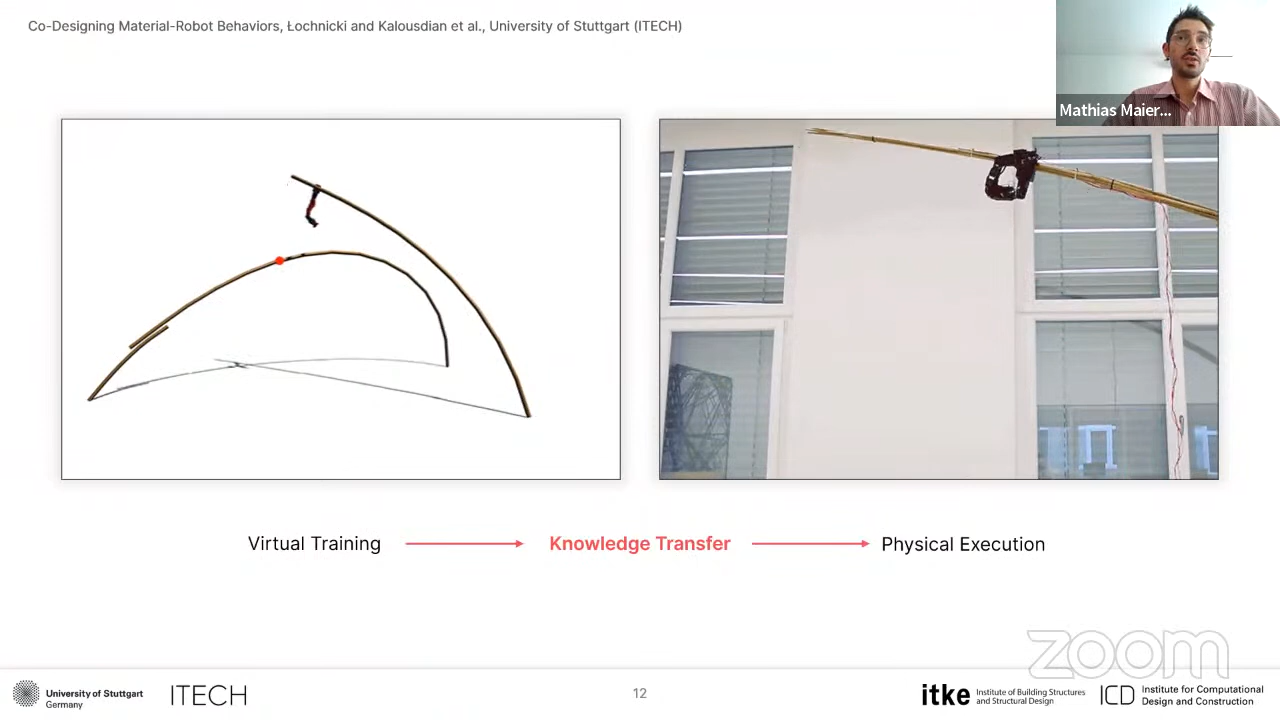 Co-Designing Material-Robot Behaviors, Łochnicki and Kalousdian et al., University of Stuttgart (ITECH)
Mathias Maier...
Virtual Training
Knowledge Transfer
Physical Execution
zoom
University of Stuttgart
Germany
ITECH
12
itke
Institute of Building Structures
and Structural Design
ICD
Institute for Computational
Design and Construction